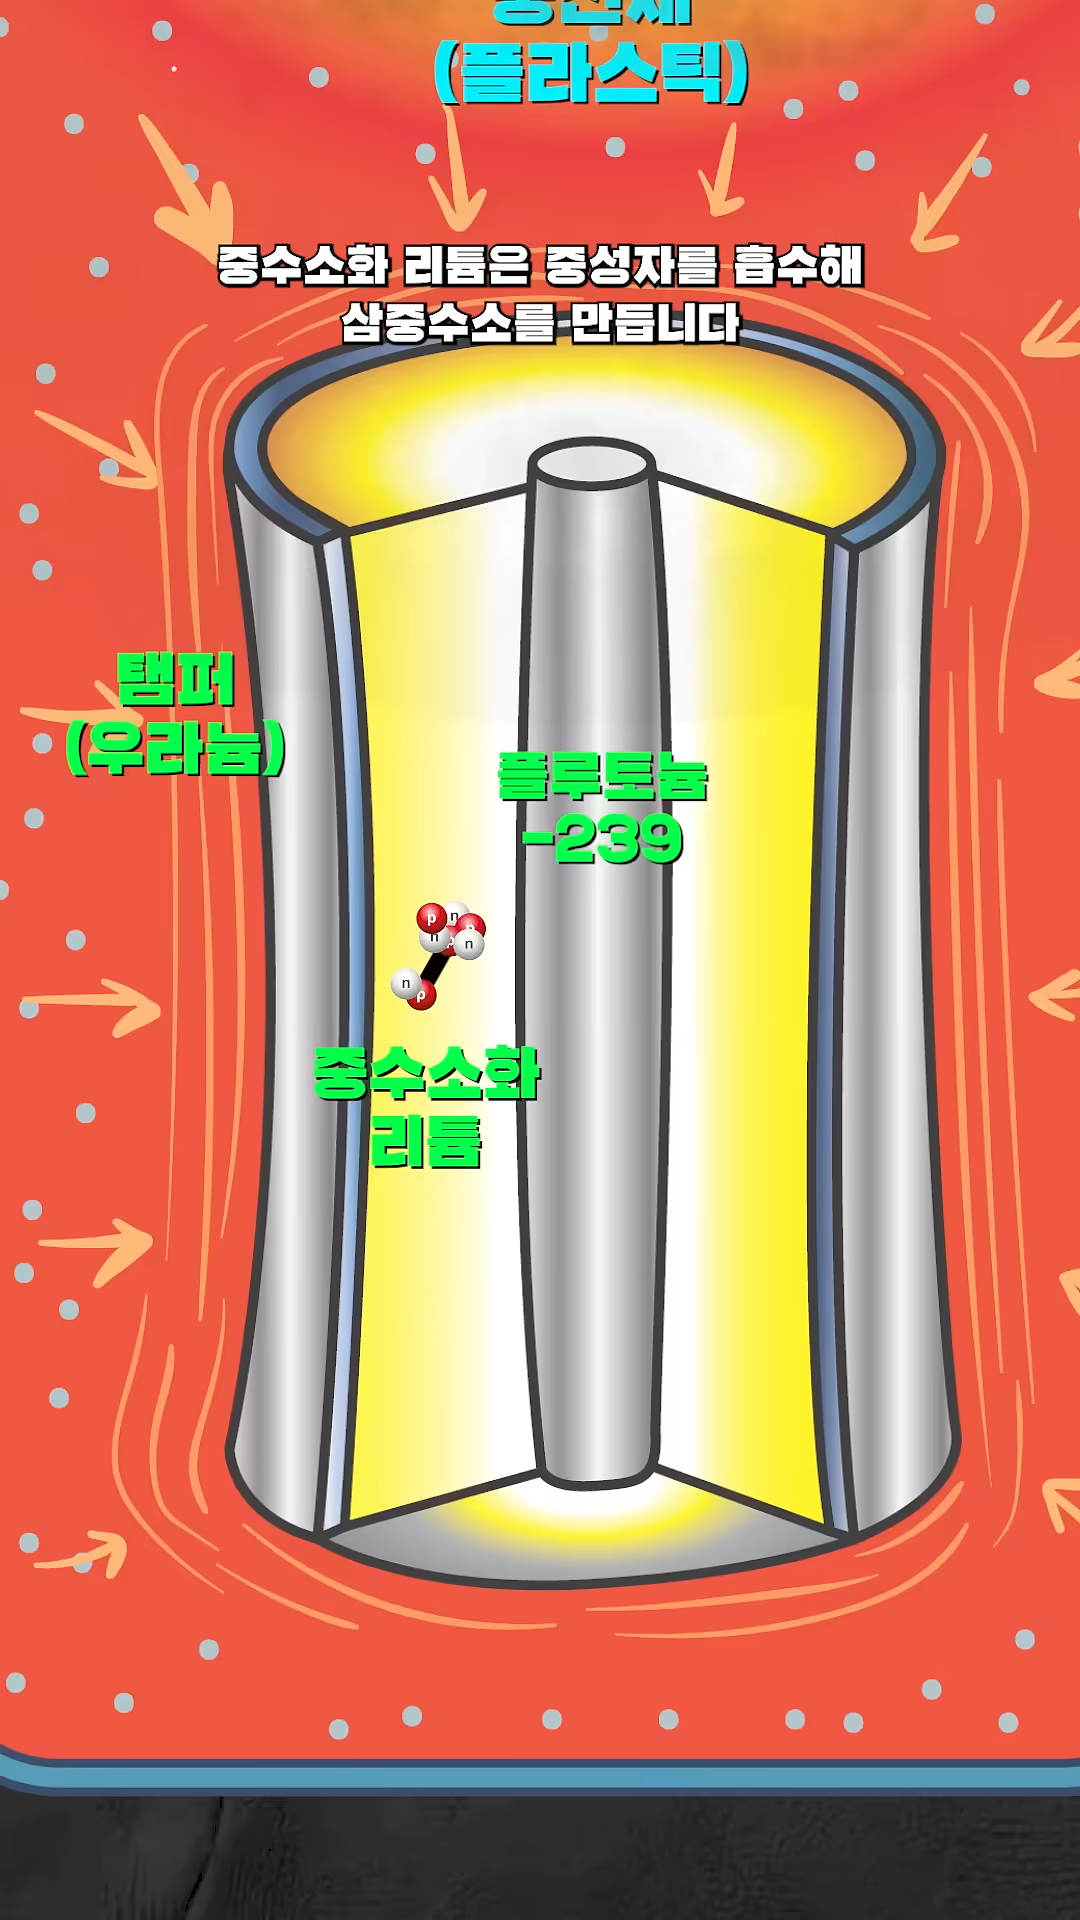 (플라스틱)
중수소화 리튬은 중성자를 흡수해
삼중수소를 만듭니다
탬퍼
(우라늄)
플루토늄
-239
p
n
n
p
n
n
p
중수소화
리튬